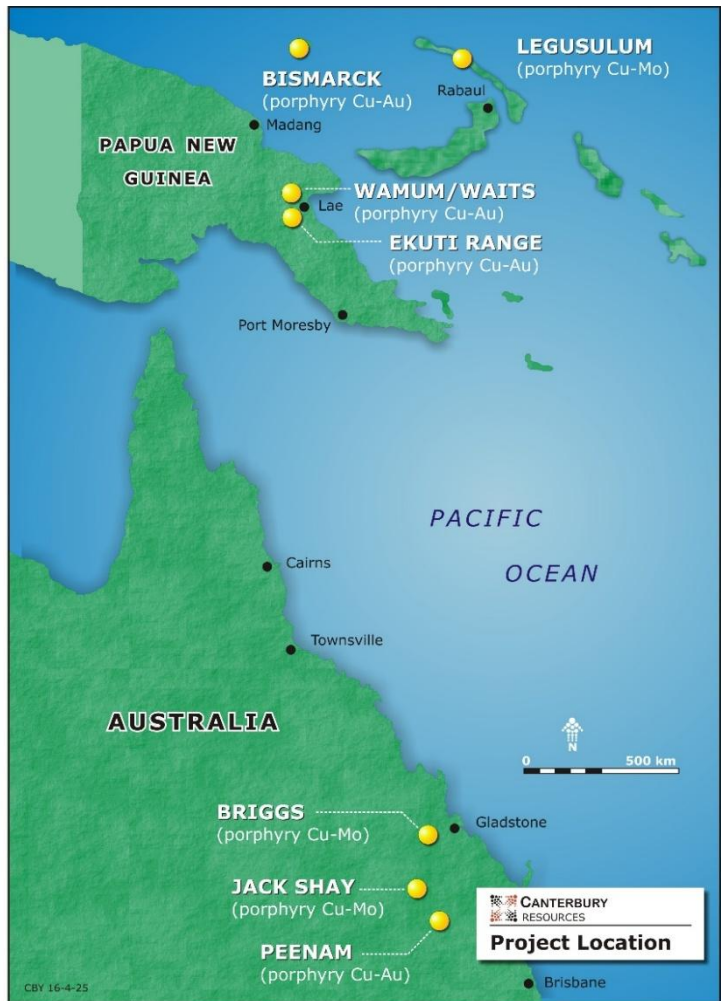 LEGUSULUM
(porphyry Cu-Mo)
BISMARCK
(porphyry Cu-Au)
Rabaul
Madang
PAPUA NEW
GUINEA
WAMUM/WAITS
(porphyry Cu-Au)
Lae
EKUTI RANGE
(porphyry Cu-Au)
Port Moresby
PACIFIC
OCEAN
Cairns
Townsville
AUSTRALIA
N
0 500 km
BRIGGS
(porphyry Cu-Mo)
Gladstone
JACK SHAY
(porphyry Cu-Mo)
PEENAM
(porphyry Cu-Au)
CANTERBURY
RESOURCES
Project Location
CBY 16-4-25
Brisbane